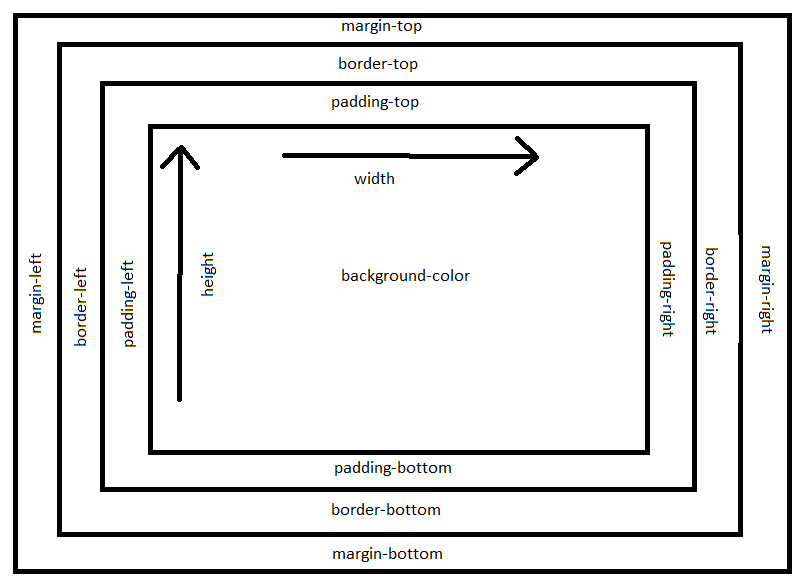 margin-top
border-top
padding-top
width
margin-left
border-left
padding-left
height
background-color
padding-right
border-right
margin-right
padding-bottom
border-bottom
margin-bottom